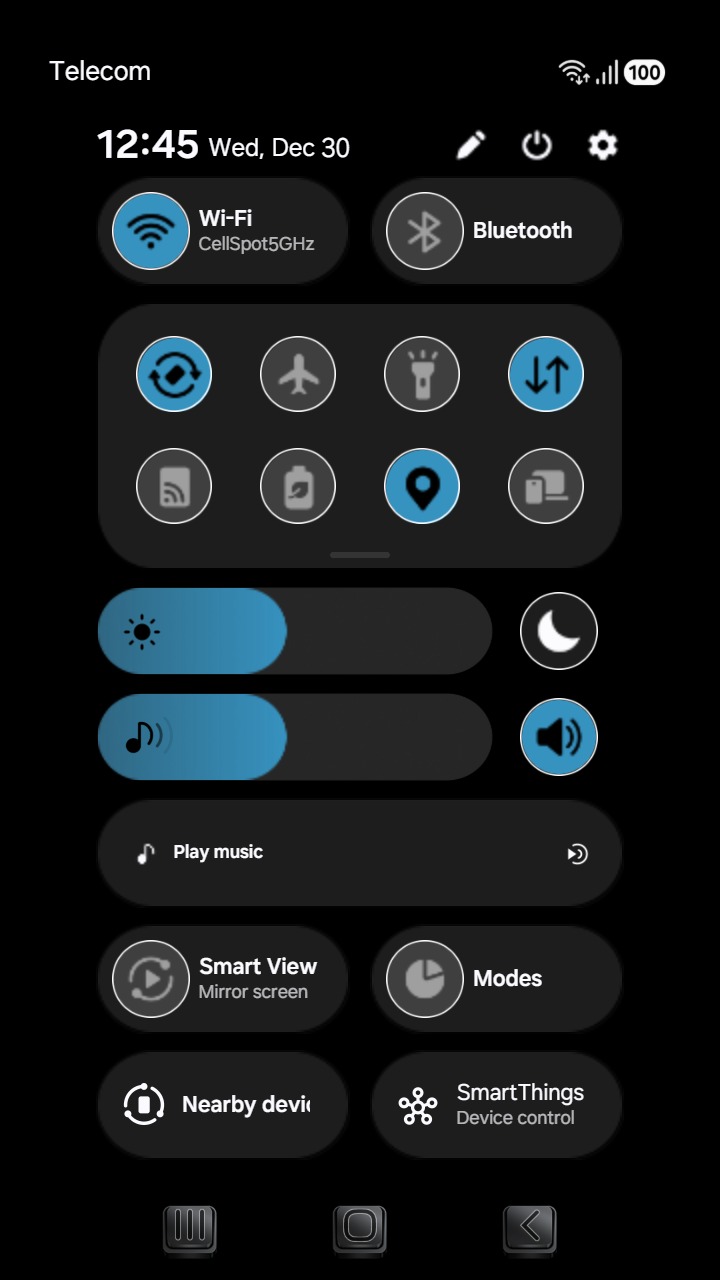 Telecom
100
12:45 Wed, Dec 30
Wi-Fi
CellSpot5GHz
Bluetooth
Play music
Smart View
Mirror screen
Modes
Nearby devi
SmartThings
Device control